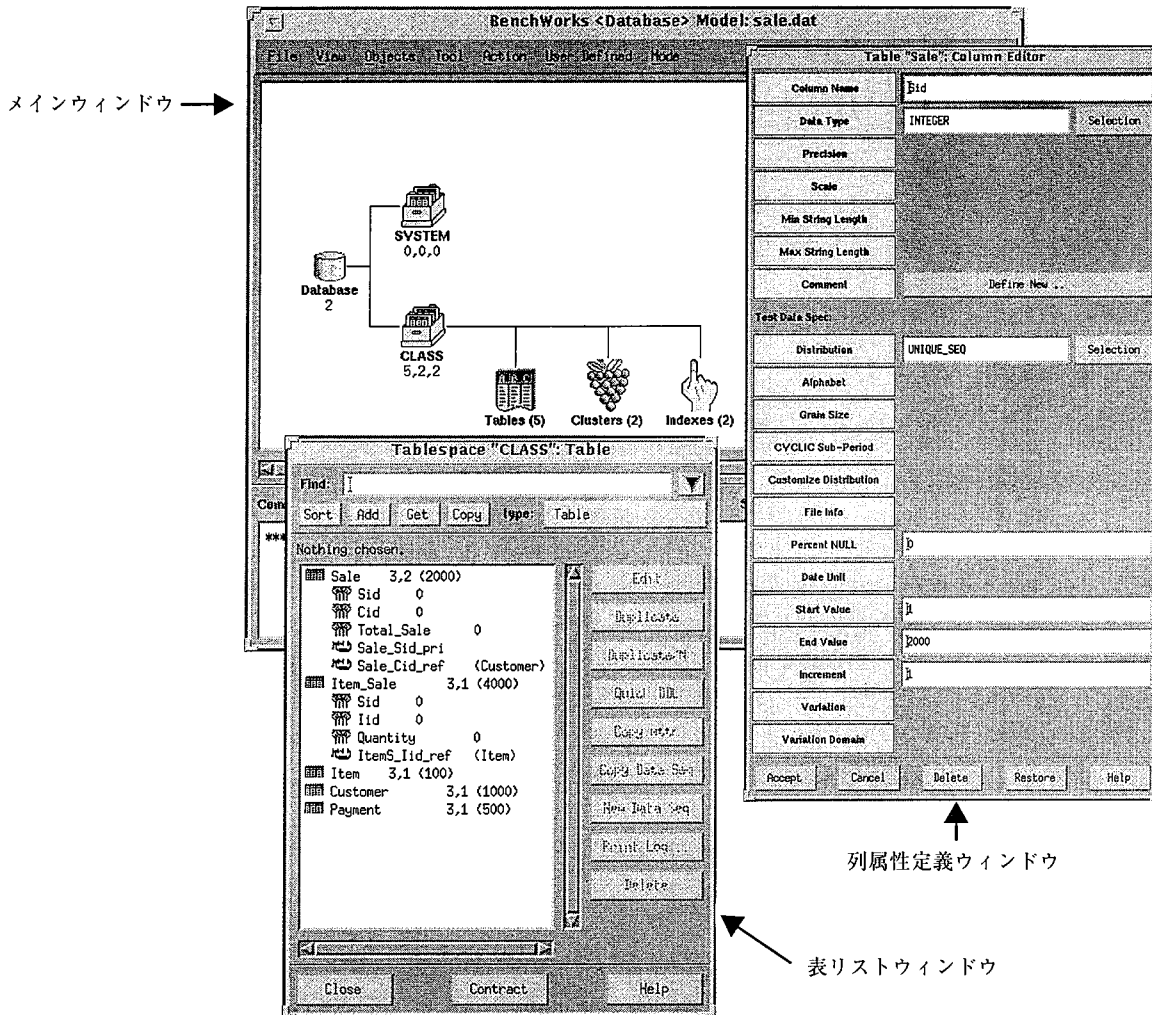 BenchWorks <Database> Model: sale.dat
File View Objects Tool Action User Defined Mode
メインウィンドウ
SYSTEM
0,0,0
Database
2
CLASS
5,2,2
Tables (5) Clusters (2) Indexes (2)
Table "Sale": Column Editor
Column Name Sid
Data Type INTEGER Selection
Precision
Scale
Min String Length
Max String Length
Comment Define New ..
Test Data Spec:
Distribution UNIQUE_SEQ Selection
Alphabet
Grain Size
CYCLIC Sub-Period
Customize Distribution
File Info
Percent NULL 0
Date Unit
Start Value 1
End Value 2000
Increment 1
Variation
Variation Domain
Accept Cancel Delete Restore Help
列属性定義ウィンドウ
Tablespace "CLASS": Table
Find:
Sort Add Get Copy Type: Table
Nothing chosen.
Sale 3,2 (2000)
Sid 0
Cid 0
Total_Sale 0
Sale_Sid_pri
Sale_Cid_ref (Customer)
Item_Sale 3,1 (4000)
Sid 0
Iid 0
Quantity 0
ItemS_Iid_ref (Item)
Item 3,1 (100)
Customer 3,1 (1000)
Payment 3,1 (500)
Edit
Duplicate
Duplicate*N
Quick DDL
Copy Attr
Copy Data Seq
New Data Seq
Print Log ..
Delete
Close Contract Help
表リストウィンドウ